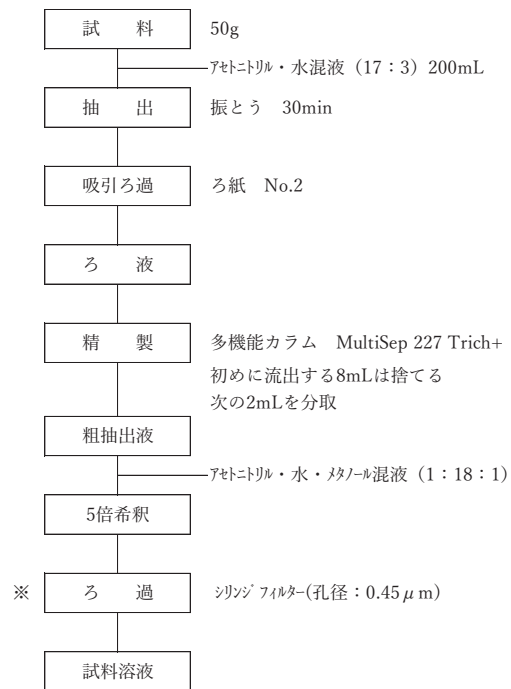 試　料　50g
アセトニトリル・水混液（17：3）200mL
抽　出　振とう　30min
吸引ろ過　ろ紙　No.2
ろ　液
精　製　多機能カラム　MultiSep 227 Trich+
初めに流出する8mLは捨てる
次の2mLを分取
粗抽出液
アセトニトリル・水・メタノール混液（1：18：1）
5倍希釈
※　ろ　過　シリンジフィルター(孔径：0.45μm)
試料溶液